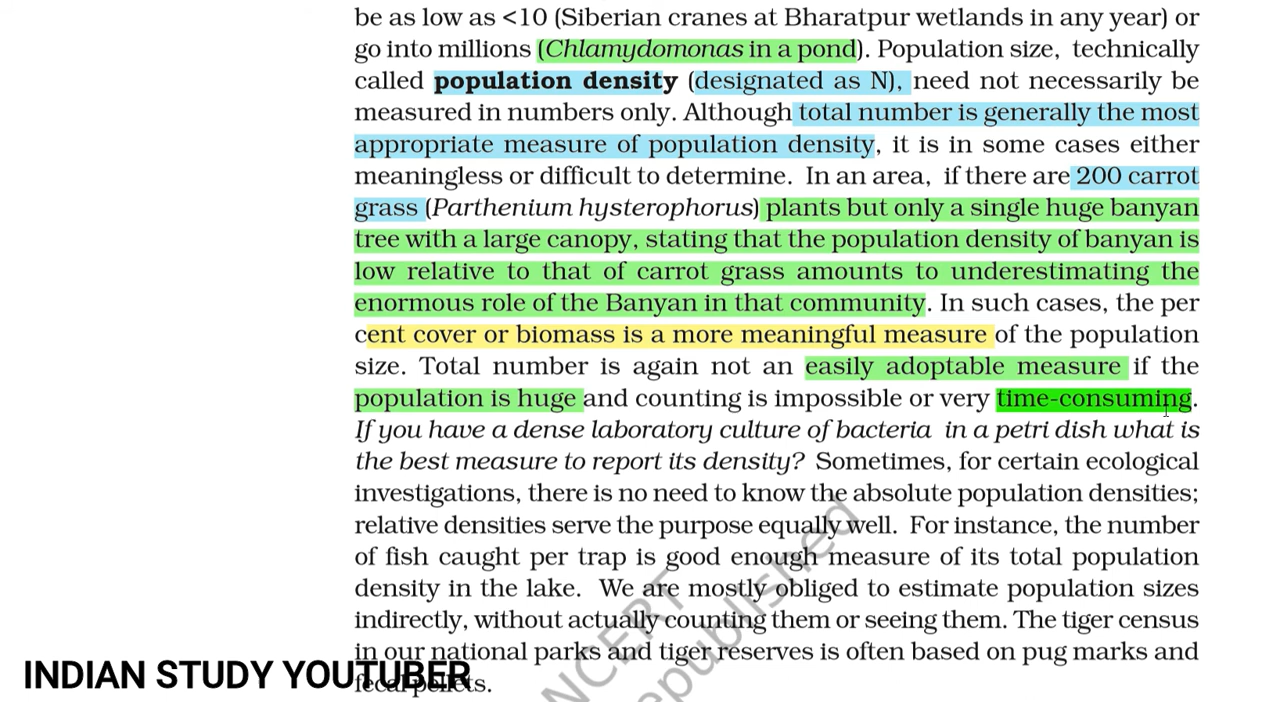 be as low as <10 (Siberian cranes at Bharatpur wetlands in any year) or
go into millions (Chlamydomonas in a pond). Population size, technically
called population density (designated as N), need not necessarily be
measured in numbers only. Although total number is generally the most
appropriate measure of population density, it is in some cases either
meaningless or difficult to determine. In an area, if there are 200 carrot
grass (Parthenium hysterophorus) plants but only a single huge banyan
tree with a large canopy, stating that the population density of banyan is
low relative to that of carrot grass amounts to underestimating the
enormous role of the Banyan in that community. In such cases, the per
cent cover or biomass is a more meaningful measure of the population
size. Total number is again not an easily adoptable measure if the
population is huge and counting is impossible or very time-consuming.
If you have a dense laboratory culture of bacteria in a petri dish what is
the best measure to report its density? Sometimes, for certain ecological
investigations, there is no need to know the absolute population densities;
relative densities serve the purpose equally well. For instance, the number
of fish caught per trap is good enough measure of its total population
density in the lake. We are mostly obliged to estimate population sizes
indirectly, without actually counting them or seeing them. The tiger census
in our national parks and tiger reserves is often based on pug marks and
fecal pellets.
INDIAN STUDY YOUTUBER
NCERT
republished